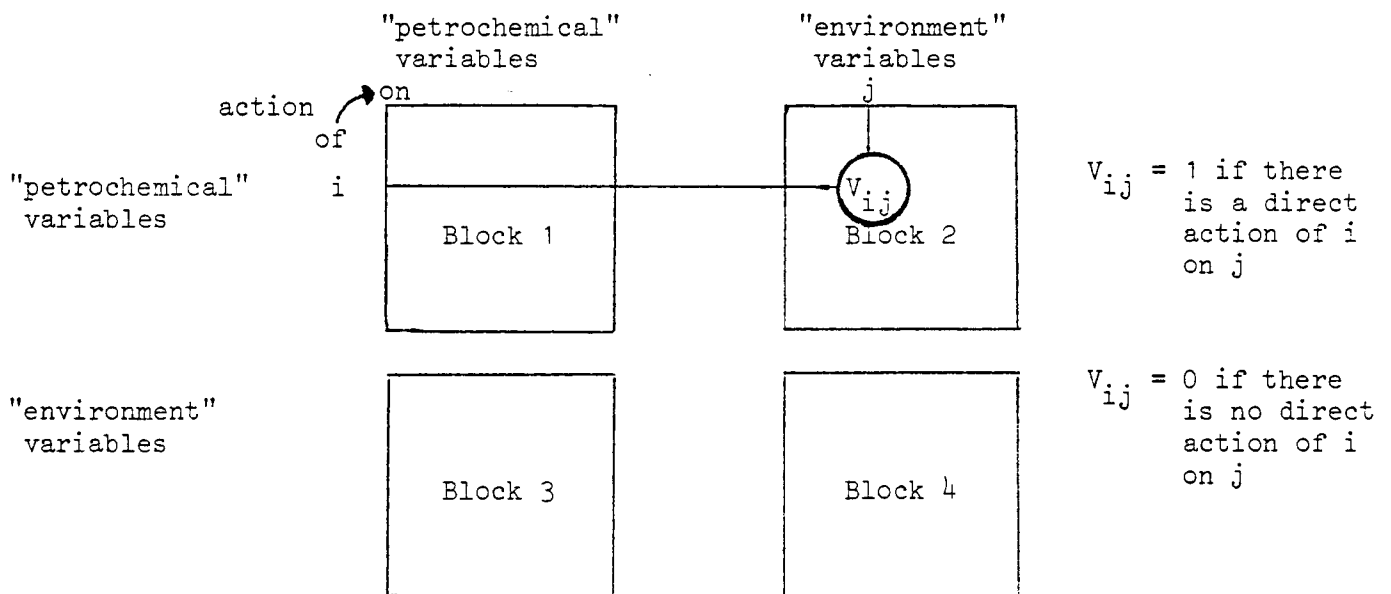 "petrochemical"
variables
"environment"
variables
on
j
action
of
"petrochemical"
variables
i
V_ij
Block 1
Block 2
V_ij = 1 if there
is a direct
action of i
on j
"environment"
variables
Block 3
Block 4
V_ij = 0 if there
is no direct
action of i
on j